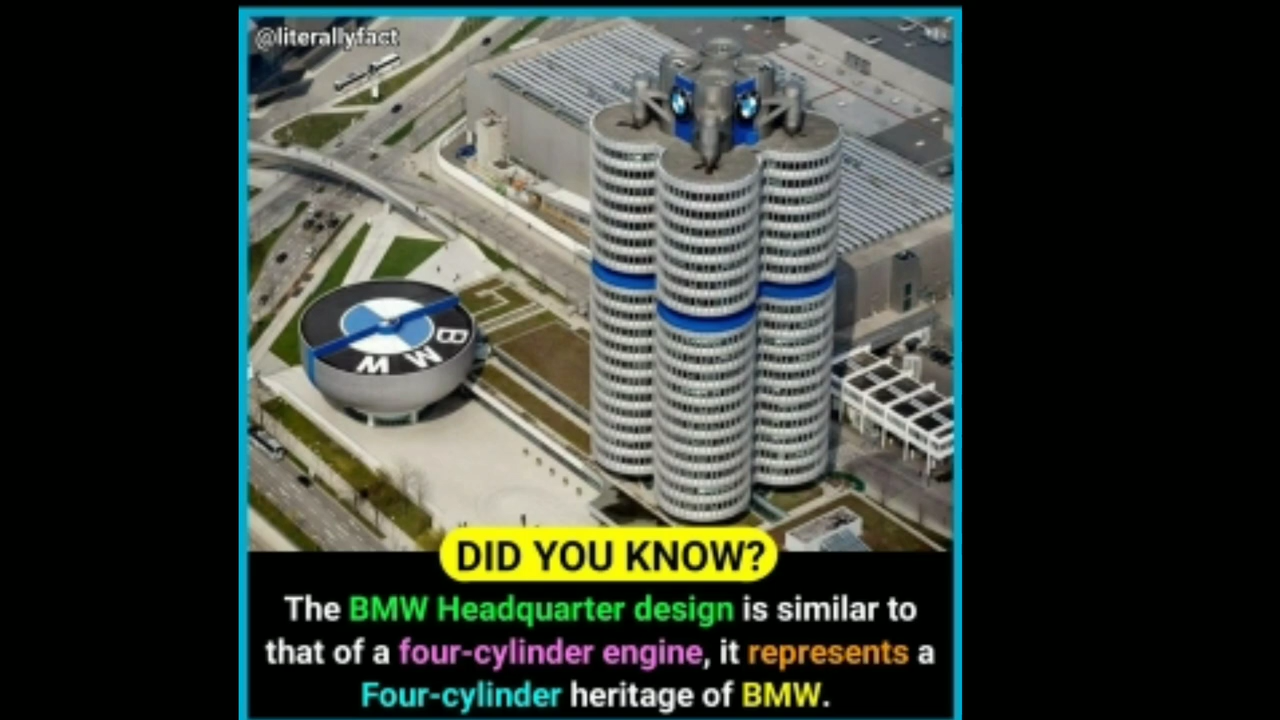 @literallyfact
BMW
DID YOU KNOW?
The BMW Headquarter design is similar to
that of a four-cylinder engine, it represents a
Four-cylinder heritage of BMW.